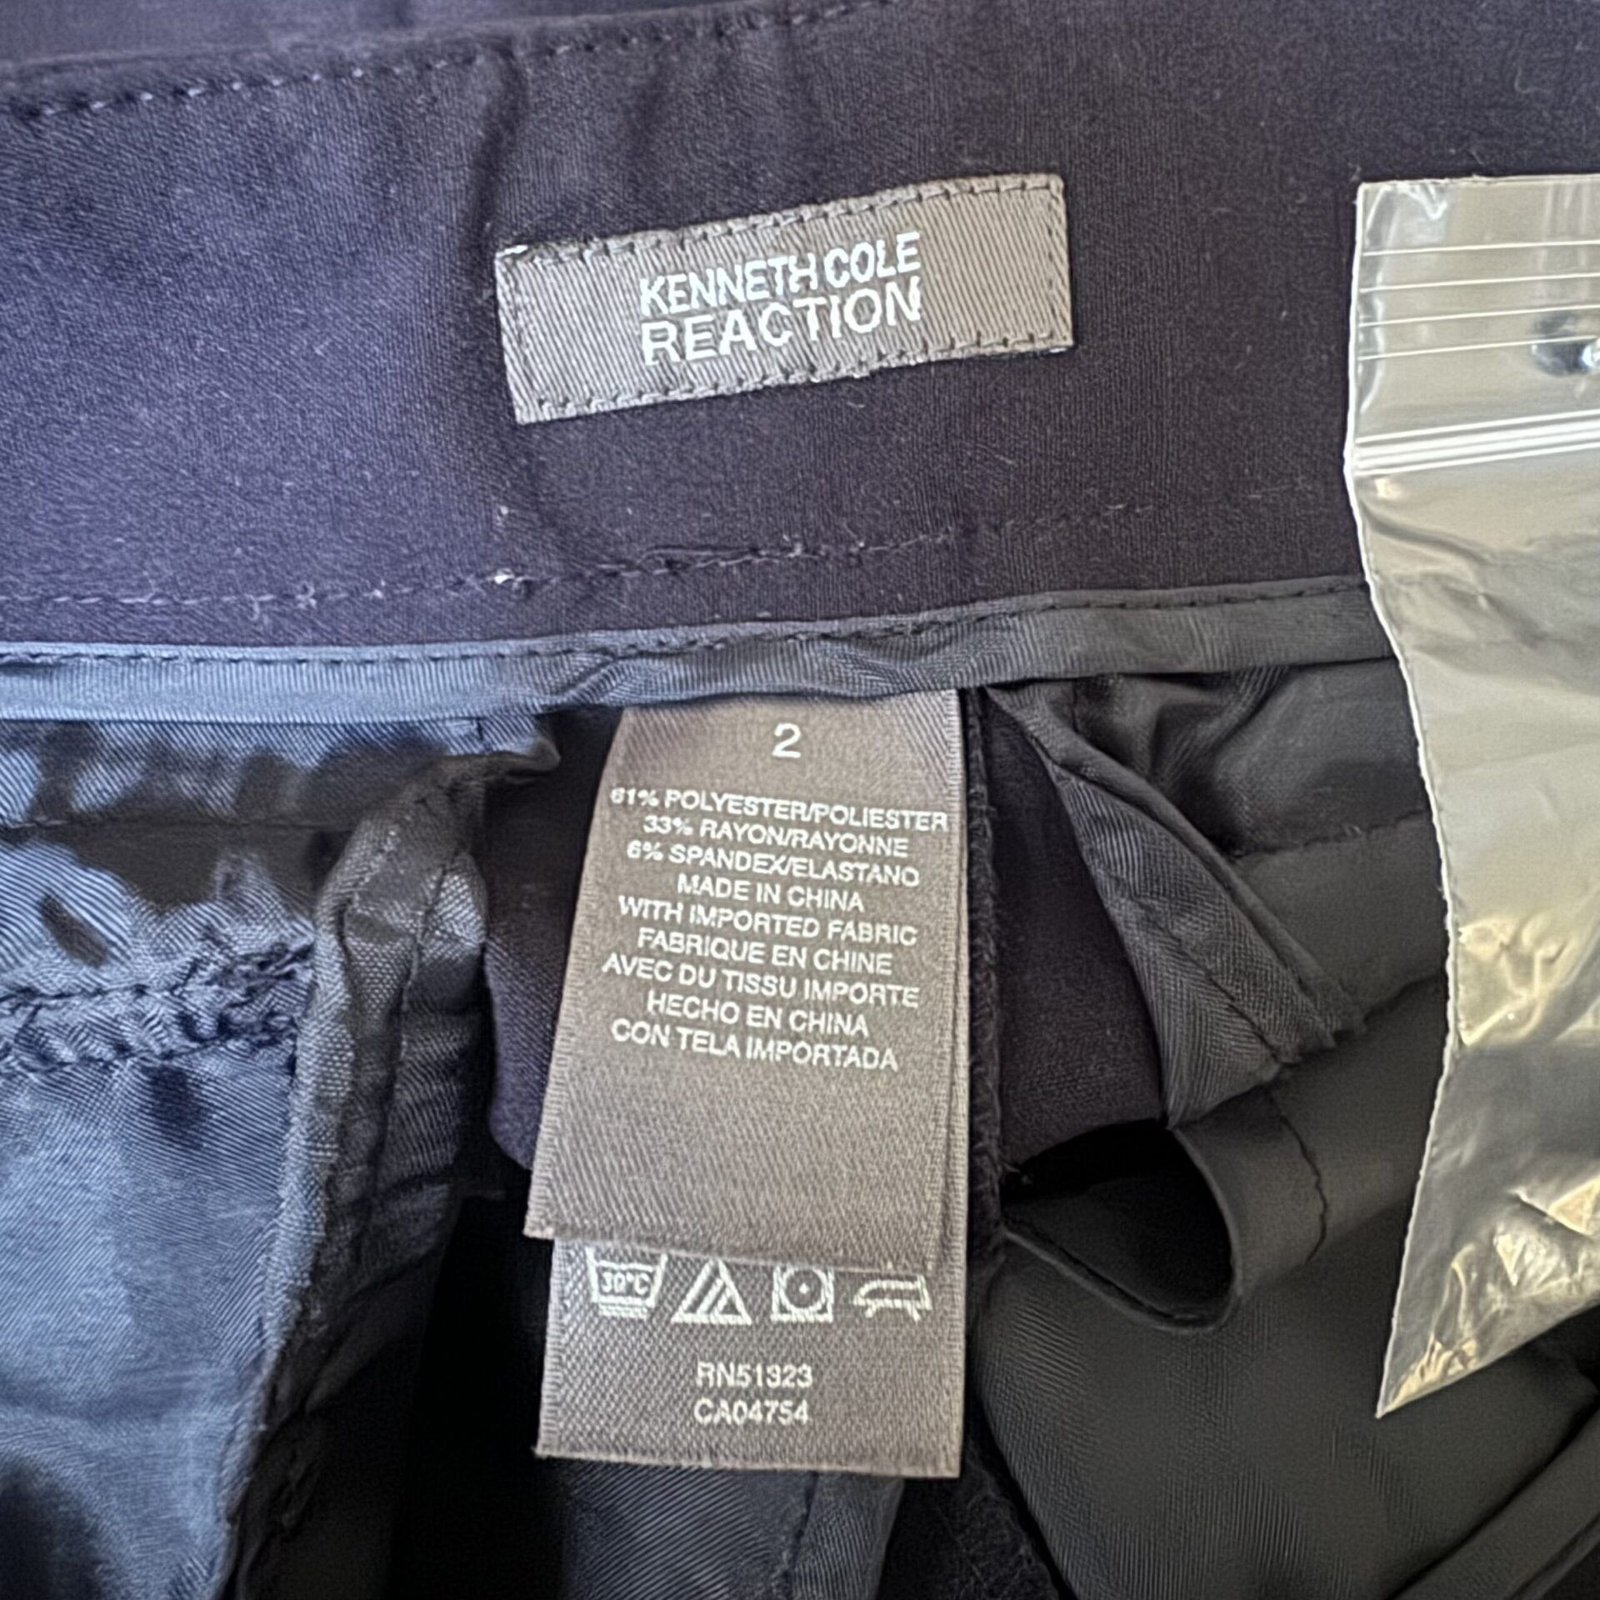 KENNETH COLE
REACTION
2
61% POLYESTER/POLIESTER
33% RAYON/RAYONNE
6% SPANDEX/ELASTANO
MADE IN CHINA
WITH IMPORTED FABRIC
FABRIQUE EN CHINE
AVEC DU TISSU IMPORTE
HECHO EN CHINA
CON TELA IMPORTADA
30°C
RN51323
CA04754